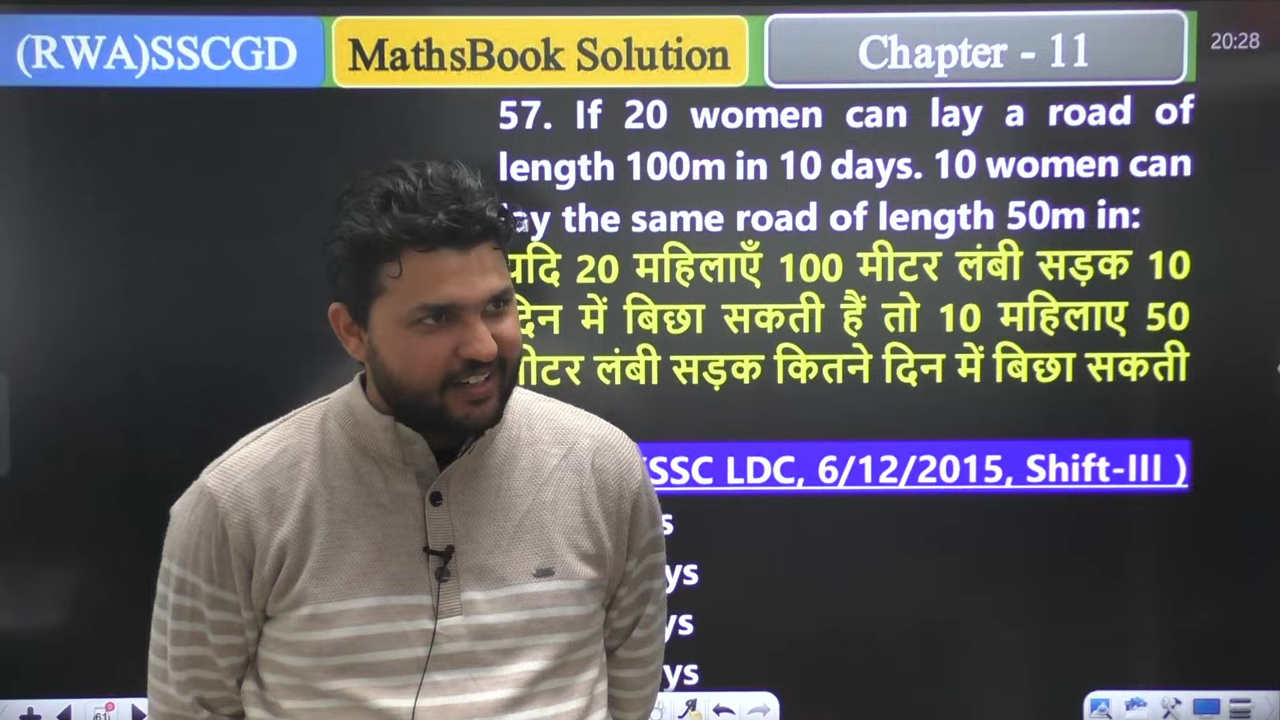 (RWA)SSCGD
MathsBook Solution
Chapter - 11
20:28
57. If 20 women can lay a road of
length 100m in 10 days. 10 women can
the same road of length 50m in:
20 महिलाएँ 100 मीटर लंबी सड़क 10
में बिछा सकती हैं तो 10 महिलाए 50
लंबी सड़क कितने दिन में बिछा सकती
SSC LDC, 6/12/2015, Shift-III )